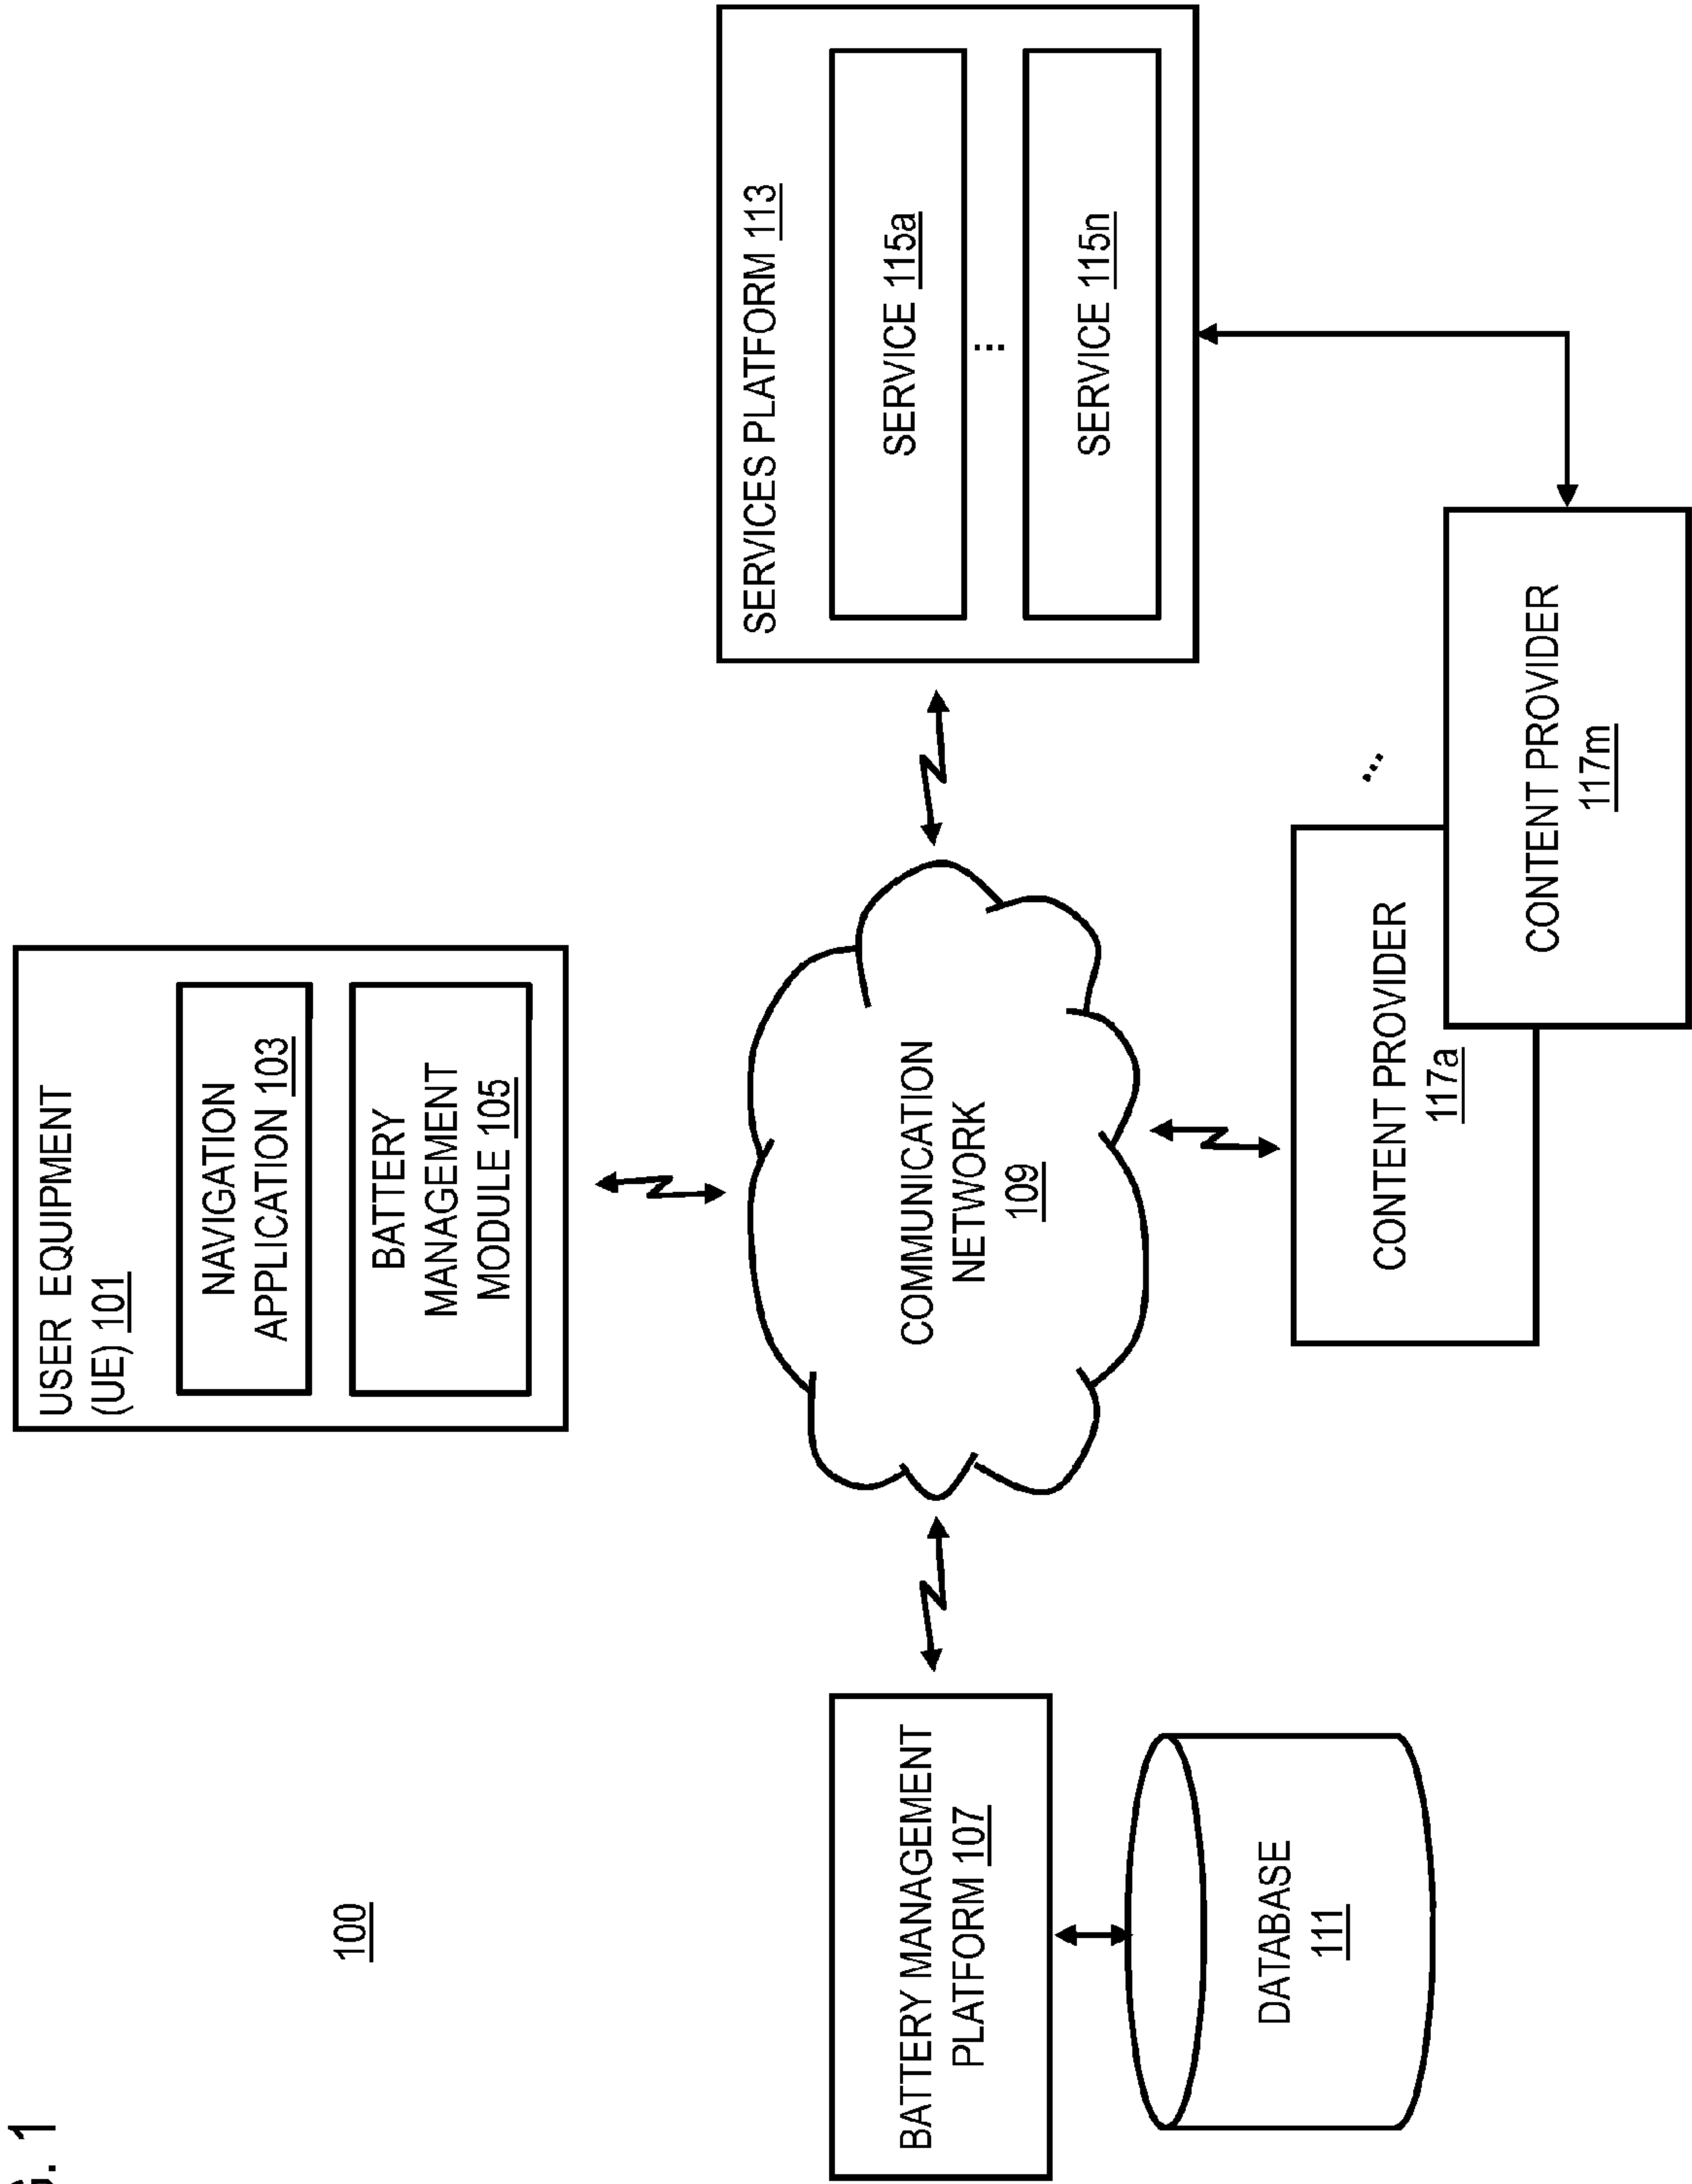 G. 1
100
USER EQUIPMENT
(UE) 101
NAVIGATION
APPLICATION 103
BATTERY
MANAGEMENT
MODULE 105
BATTERY MANAGEMENT
PLATFORM 107
DATABASE
111
COMMUNICATION
NETWORK
109
SERVICES PLATFORM 113
SERVICE 115a
...
SERVICE 115n
CONTENT PROVIDER
117a
...
CONTENT PROVIDER
117m